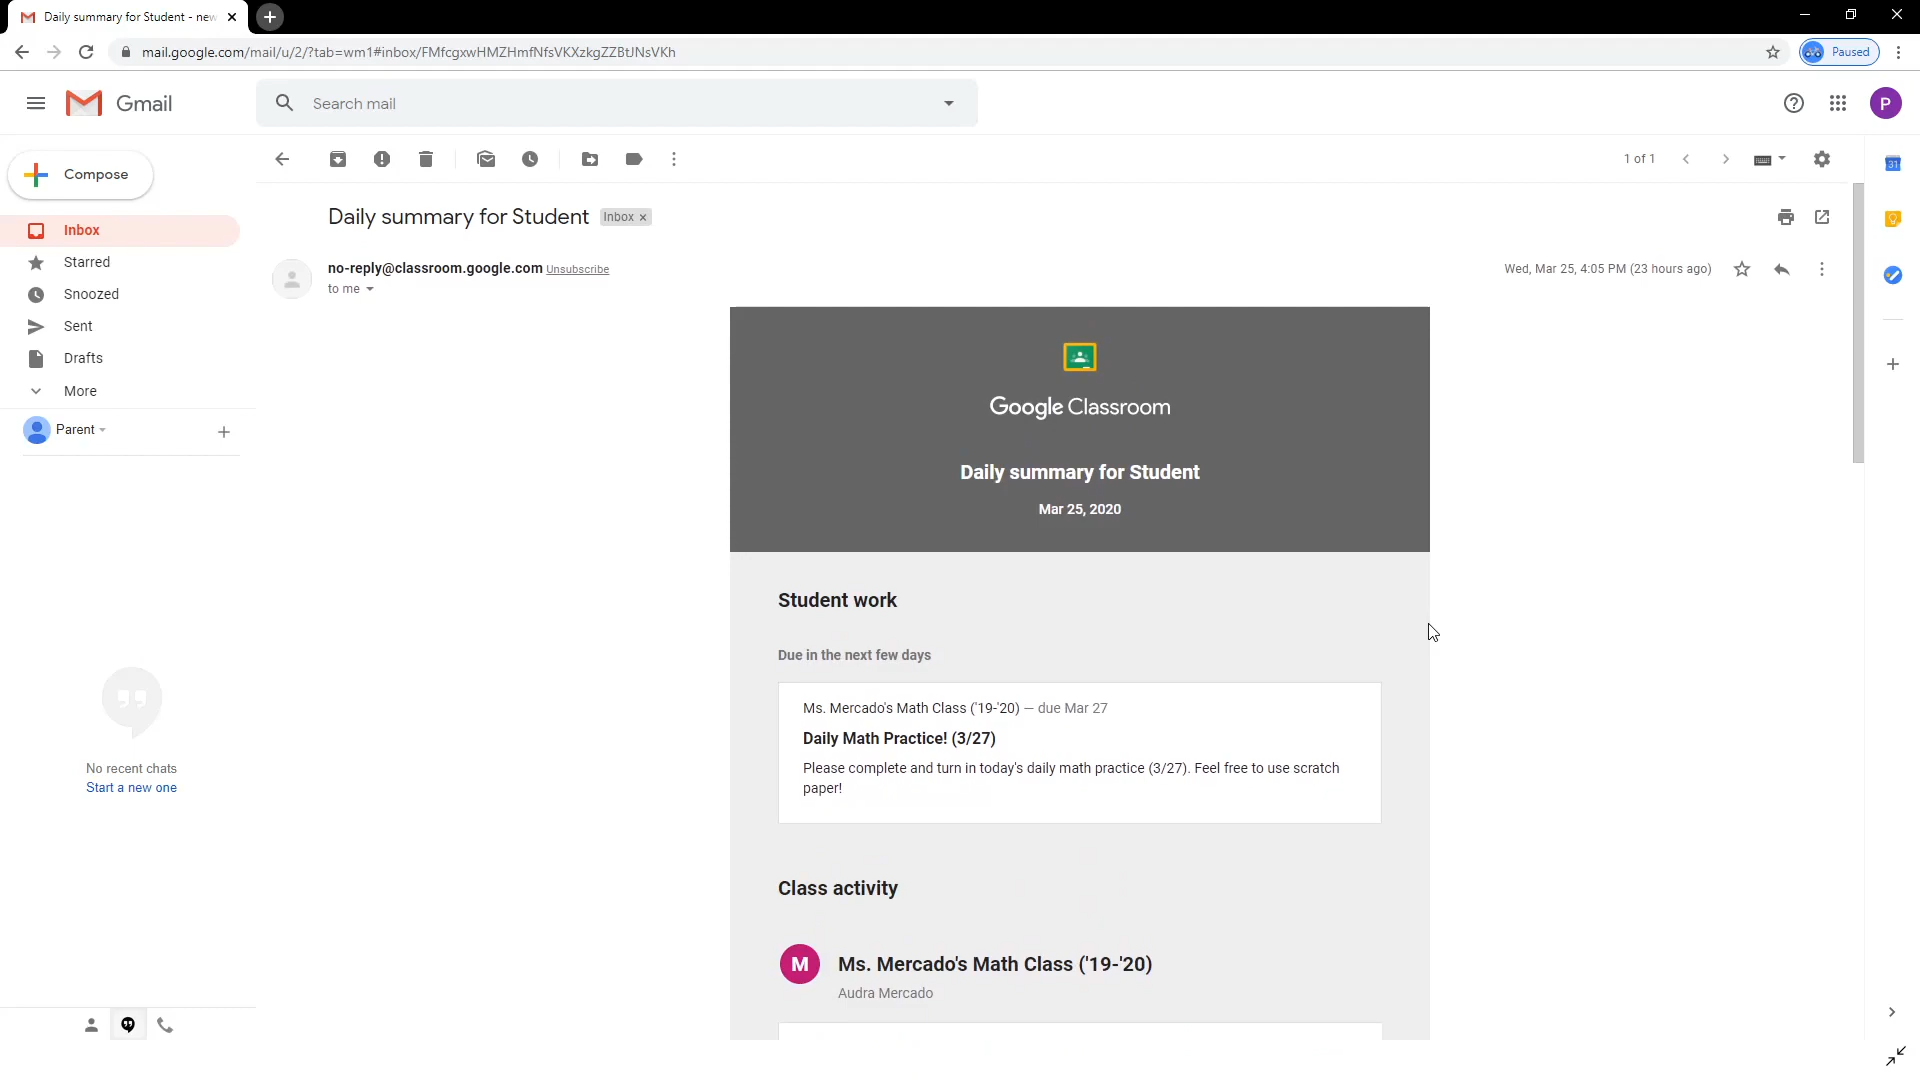 Daily summary for Student - new
mail.google.com/mail/u/2/?tab=wm1#inbox/FMfcgxwHMZHmfNfsVKXzkgZZBtJNsVKh
Paused
Gmail
Search mail
P
Compose
1 of 1
31
Daily summary for Student Inbox x
Inbox
Starred
Snoozed
Sent
Drafts
More
Parent
no-reply@classroom.google.com Unsubscribe
Wed, Mar 25, 4:05 PM (23 hours ago)
to me
Google Classroom
Daily summary for Student
Mar 25, 2020
Student work
Due in the next few days
Ms. Mercado's Math Class ('19-'20) — due Mar 27
Daily Math Practice! (3/27)
Please complete and turn in today's daily math practice (3/27). Feel free to use scratch
paper!
No recent chats
Start a new one
Class activity
M
Ms. Mercado's Math Class ('19-'20)
Audra Mercado